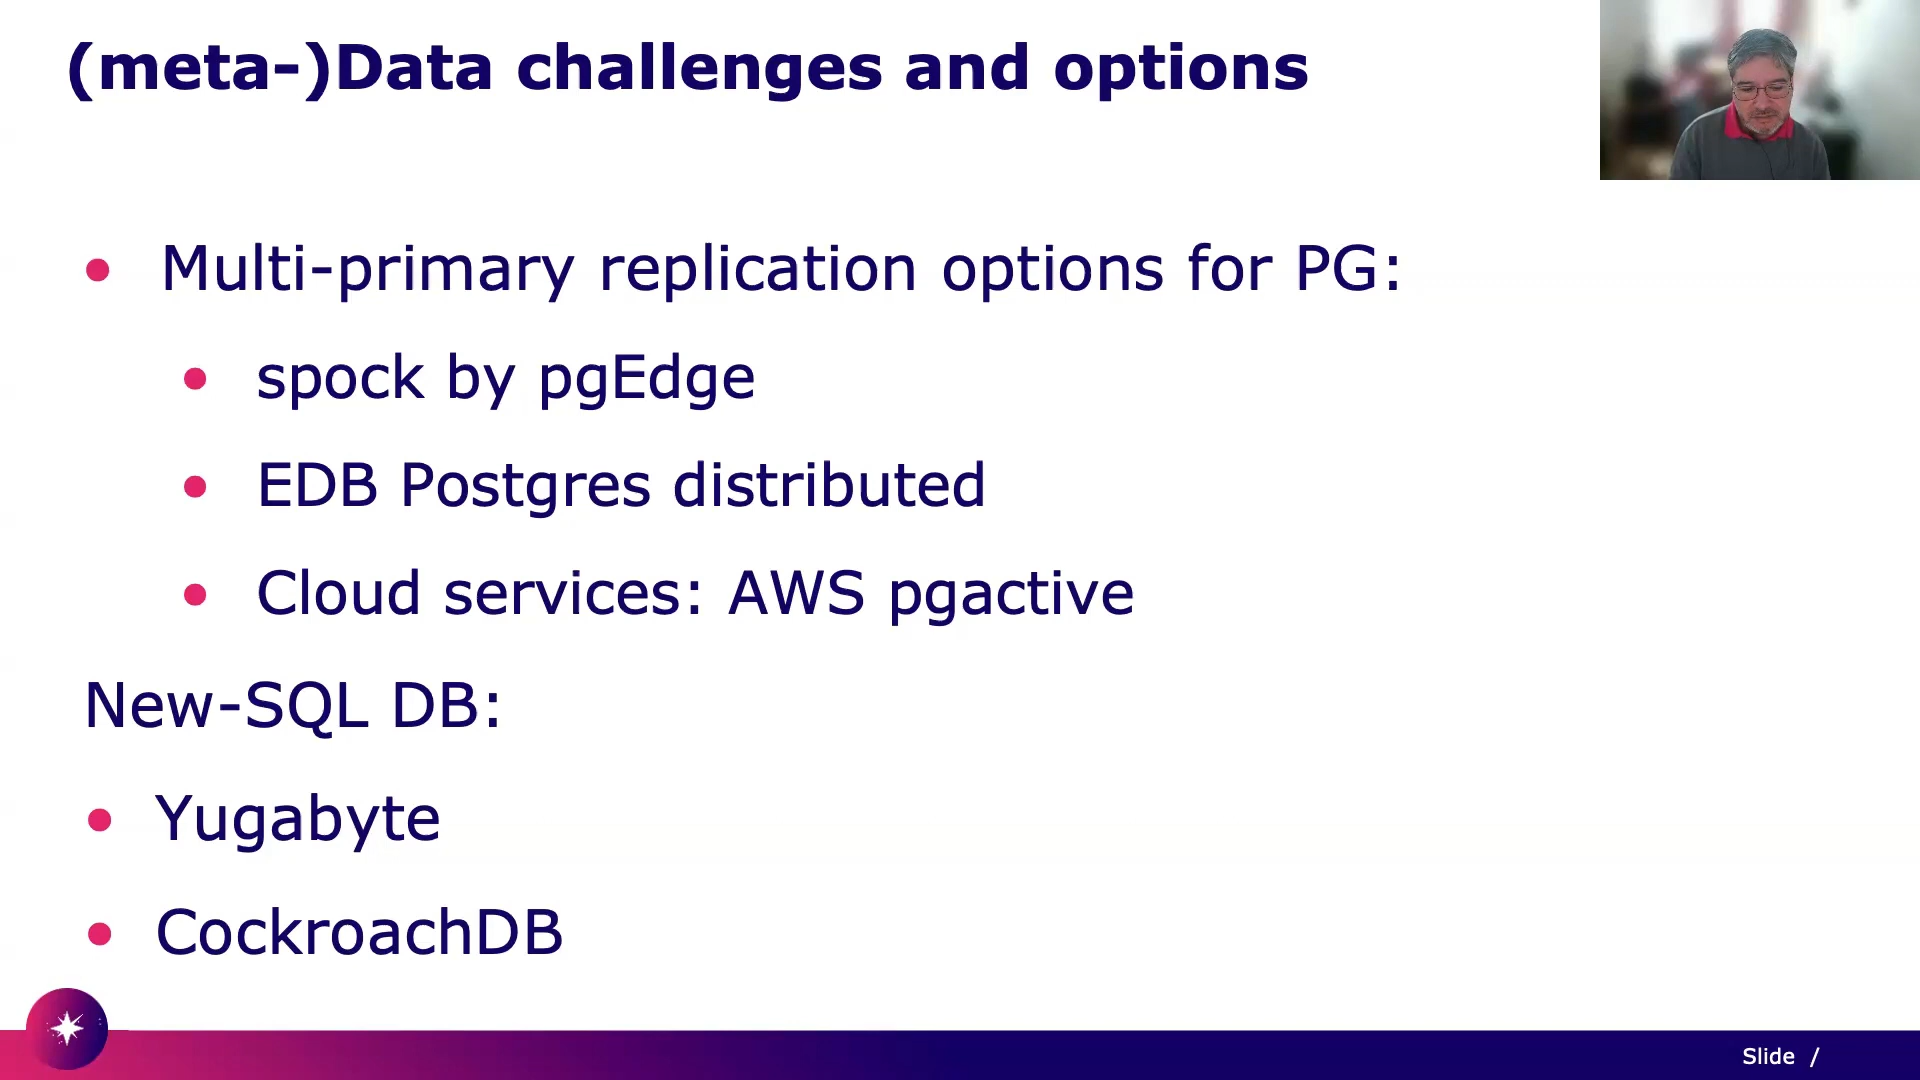 (meta-)Data challenges and options
Multi-primary replication options for PG:
spock by pgEdge
EDB Postgres distributed
Cloud services: AWS pgactive
New-SQL DB:
Yugabyte
CockroachDB
Slide /